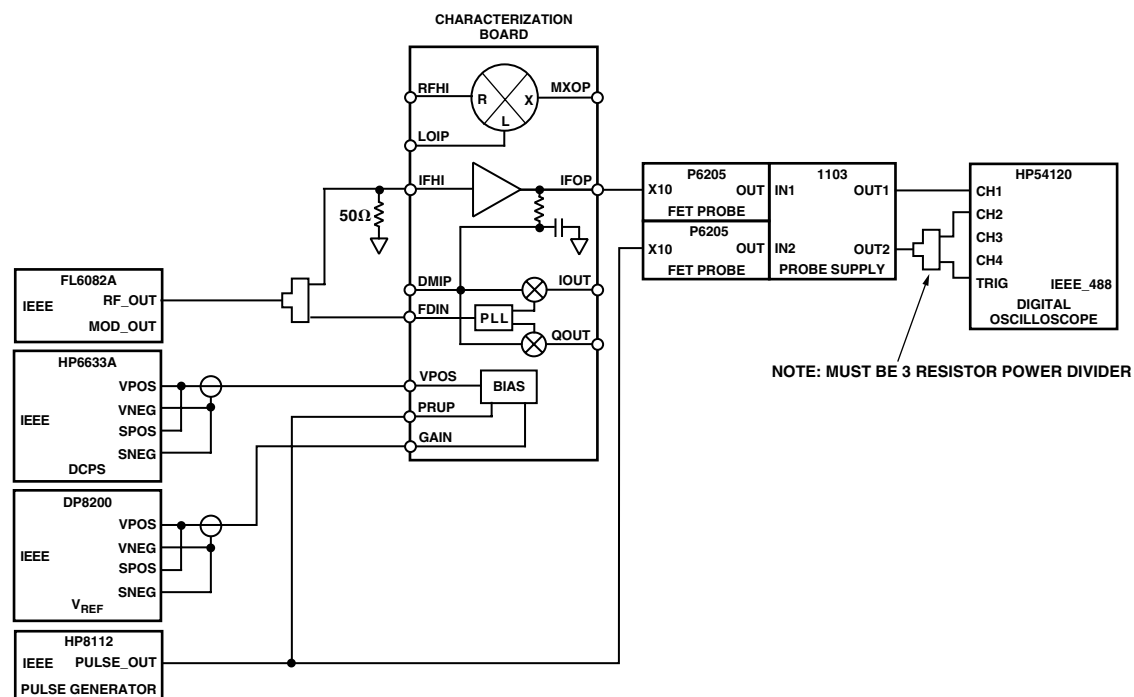 CHARACTERIZATION
BOARD
RFHI
R
X
L
MXOP
LOIP
IFHI
IFOP
50Ω
DMIP
IOUT
FDIN
PLL
QOUT
VPOS
BIAS
PRUP
GAIN
P6205
X10
OUT
FET PROBE
P6205
X10
OUT
FET PROBE
1103
IN1
OUT1
IN2
OUT2
PROBE SUPPLY
HP54120
CH1
CH2
CH3
CH4
TRIG
IEEE_488
DIGITAL
OSCILLOSCOPE
NOTE: MUST BE 3 RESISTOR POWER DIVIDER
FL6082A
IEEE
RF_OUT
MOD_OUT
HP6633A
VPOS
VNEG
IEEE
SPOS
SNEG
DCPS
DP8200
VPOS
VNEG
IEEE
SPOS
SNEG
VREF
HP8112
IEEE
PULSE_OUT
PULSE GENERATOR